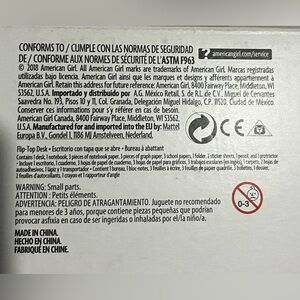 CONFORMS TO / CUMPLE CON LAS NORMAS DE SEGURIDAD
DE / CONFORME AUX NORMES DE SÉCURITÉ DE L'ASTM F963
americangirl.com/service
© 2018 American Girl. All American Girl marks are trademarks of American Girl. Marcas registradas
utilizadas bajo licencia. American Girl ainsi que les marques et designs y afférents appartiennent à
American Girl. Retain this address for future reference: American Girl, 8400 Fairway Place, Middleton, WI
53562, U.S.A. Importado y distribuido por: En México Retail, S. de R.L. de C.V. Miguel de Cervantes
Saavedra No. 193, Pisos 10 y 11, Col. Granada, Delegación Miguel Hidalgo, C.P. 11520, Ciudad de México.
Conserver ces informations pour s'y référer en cas de besoin.
American Girl Canada, 8400 Fairway Place, Middleton, WI 53562,
U.S.A. Manufactured for and imported into the EU by: Mattel
Europa B.V., Gondel 1, 1186 MJ Amstelveen, Nederland.
CE
Flip-Top Desk • Escritorio con tapa que se abre • Bureau à abattant
WARNING: Small parts.
ATTENTION : Petits éléments.
ADVERTENCIA: PELIGRO DE ATRAGANTAMIENTO. Juguete no recomendado
para menores de 3 años, porque contiene piezas pequeñas que podrían
provocar asfixia en caso de ser ingeridas o inhaladas por el/la niño/a.
0-3
MADE IN CHINA.
HECHO EN CHINA.
FABRIQUÉ EN CHINE.